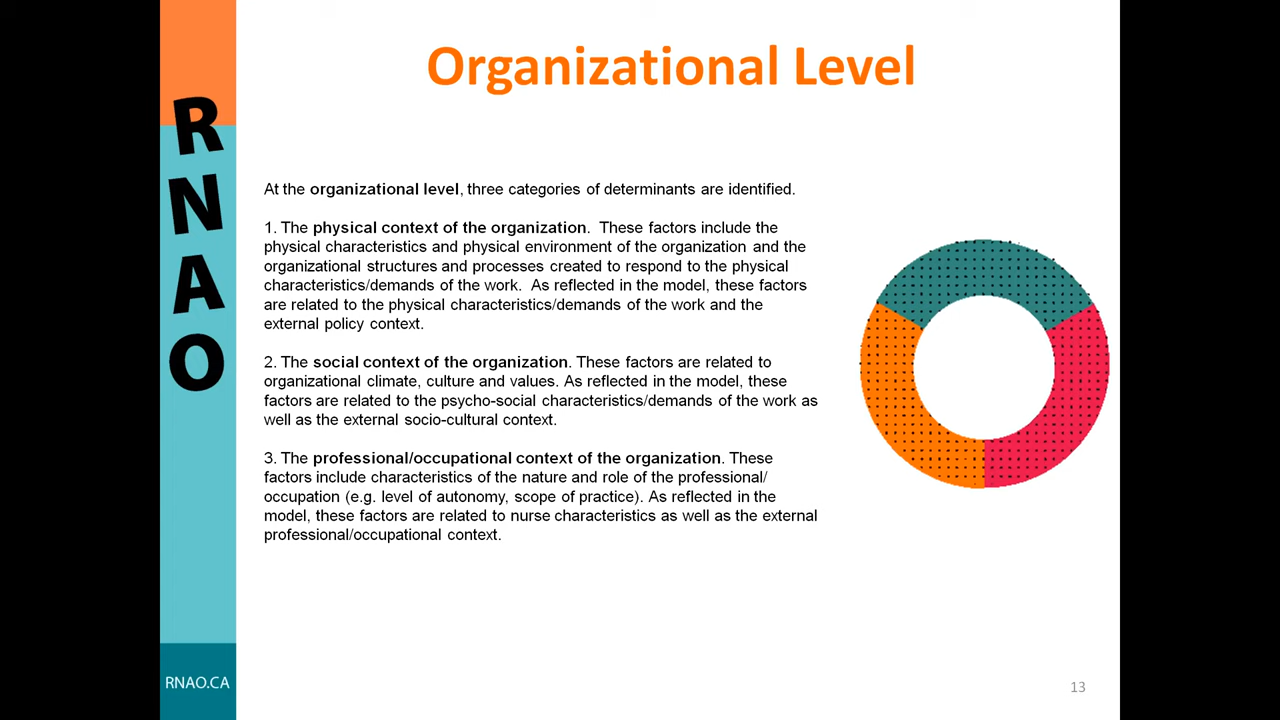 Organizational Level
R
N
A
O
At the organizational level, three categories of determinants are identified.
1. The physical context of the organization. These factors include the
physical characteristics and physical environment of the organization and the
organizational structures and processes created to respond to the physical
characteristics/demands of the work. As reflected in the model, these factors
are related to the physical characteristics/demands of the work and the
external policy context.
2. The social context of the organization. These factors are related to
organizational climate, culture and values. As reflected in the model, these
factors are related to the psycho-social characteristics/demands of the work as
well as the external socio-cultural context.
3. The professional/occupational context of the organization. These
factors include characteristics of the nature and role of the professional/
occupation (e.g. level of autonomy, scope of practice). As reflected in the
model, these factors are related to nurse characteristics as well as the external
professional/occupational context.
RNAO.CA
13